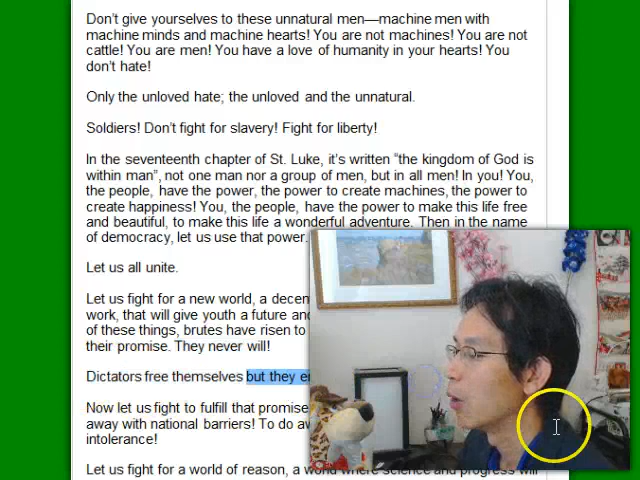 Don't give yourselves to these unnatural men—machine men with
machine minds and machine hearts! You are not machines! You are not
cattle! You are men! You have a love of humanity in your hearts! You
don't hate!
Only the unloved hate; the unloved and the unnatural.
Soldiers! Don't fight for slavery! Fight for liberty!
In the seventeenth chapter of St. Luke, it's written "the kingdom of God is
within man", not one man nor a group of men, but in all men! In you! You,
the people, have the power, the power to create machines, the power to
create happiness! You, the people, have the power to make this life free
and beautiful, to make this life a wonderful adventure. Then in the name
of democracy, let us use that power.
Let us all unite.
Let us fight for a new world, a decen
work, that will give youth a future and
of these things, brutes have risen to
their promise. They never will!
Dictators free themselves but they e
Now let us fight to fulfill that promise
away with national barriers! To do aw
intolerance!
Let us fight for a world of reason, a world where science and progress will